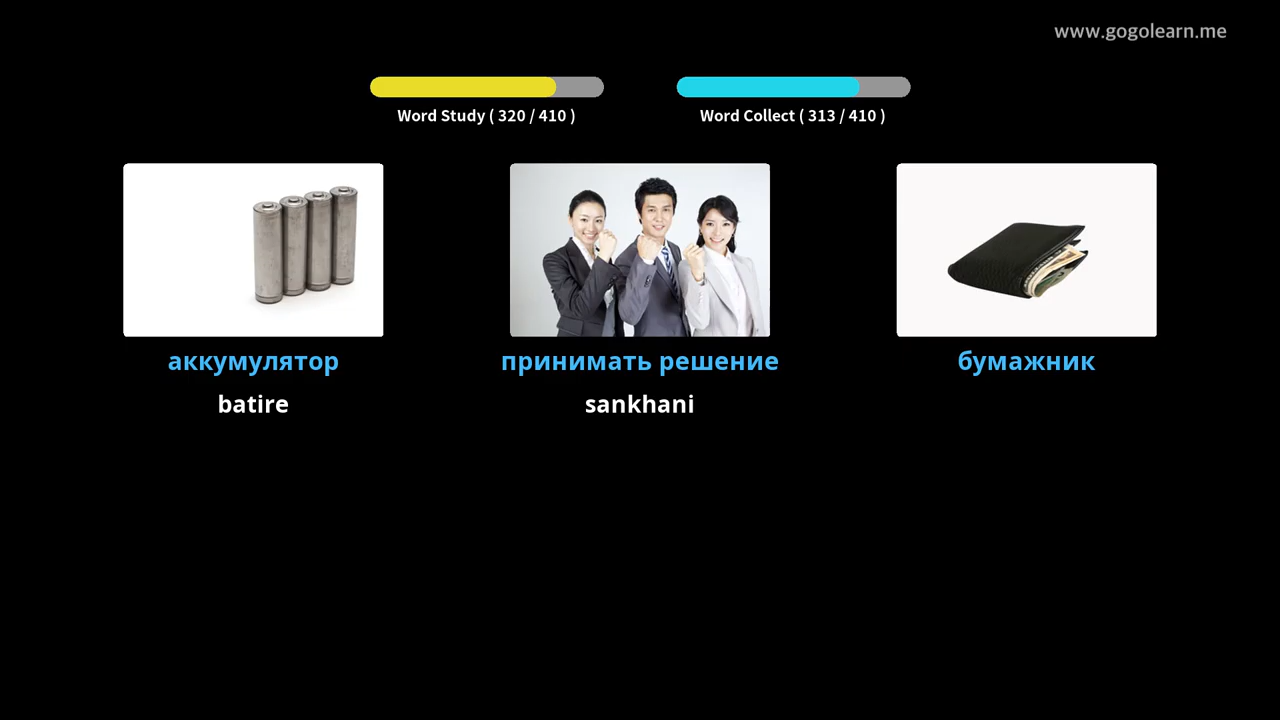 www.gogolearn.me
Word Study ( 320 / 410 )
Word Collect ( 313 / 410 )
аккумулятор
принимать решение
бумажник
batire
sankhani